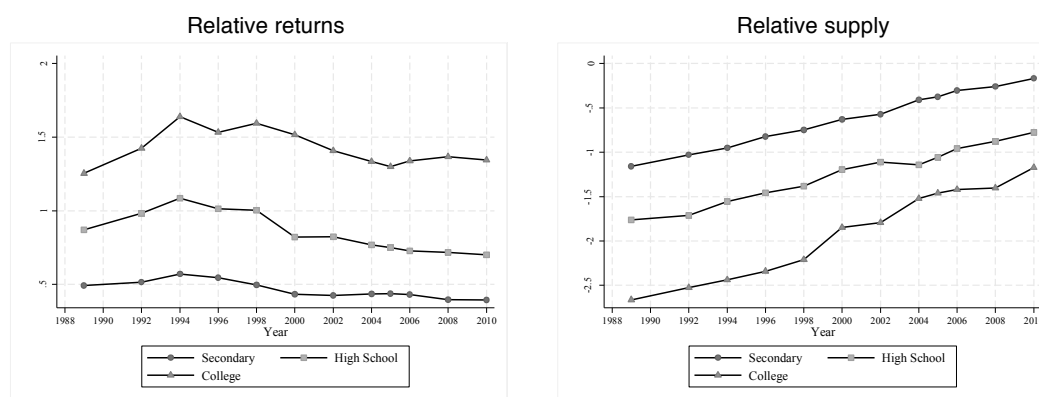 Relative returns
2
1.5
1
.5
1988 1990 1992 1994 1996 1998 2000 2002 2004 2006 2008 2010
Year
Secondary High School
College
Relative supply
0
-.5
-1
-1.5
-2
-2.5
1988 1990 1992 1994 1996 1998 2000 2002 2004 2006 2008 201
Year
Secondary High School
College